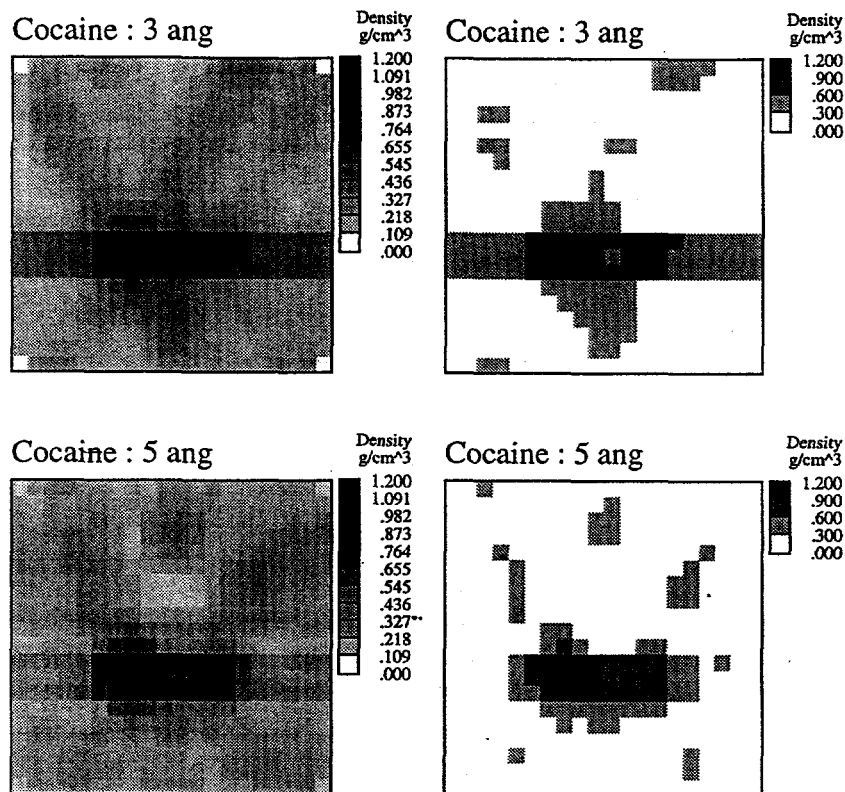 Cocaine : 3 ang
Density
g/cm^3
1.200
1.091
.982
.873
.764
.655
.545
.436
.327
.218
.109
.000
Cocaine : 3 ang
Density
g/cm^3
1.200
.900
.600
.300
.000
Cocaine : 5 ang
Density
g/cm^3
1.200
1.091
.982
.873
.764
.655
.545
.436
.327
.218
.109
.000
Cocaine : 5 ang
Density
g/cm^3
1.200
.900
.600
.300
.000